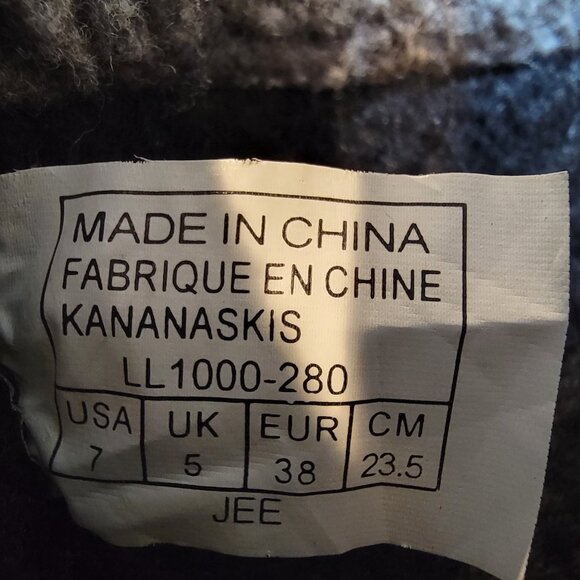 MADE IN CHINA
FABRIQUE EN CHINE
KANANASKIS
LL1000-280
USA UK EUR CM
7 5 38 23.5
JEE